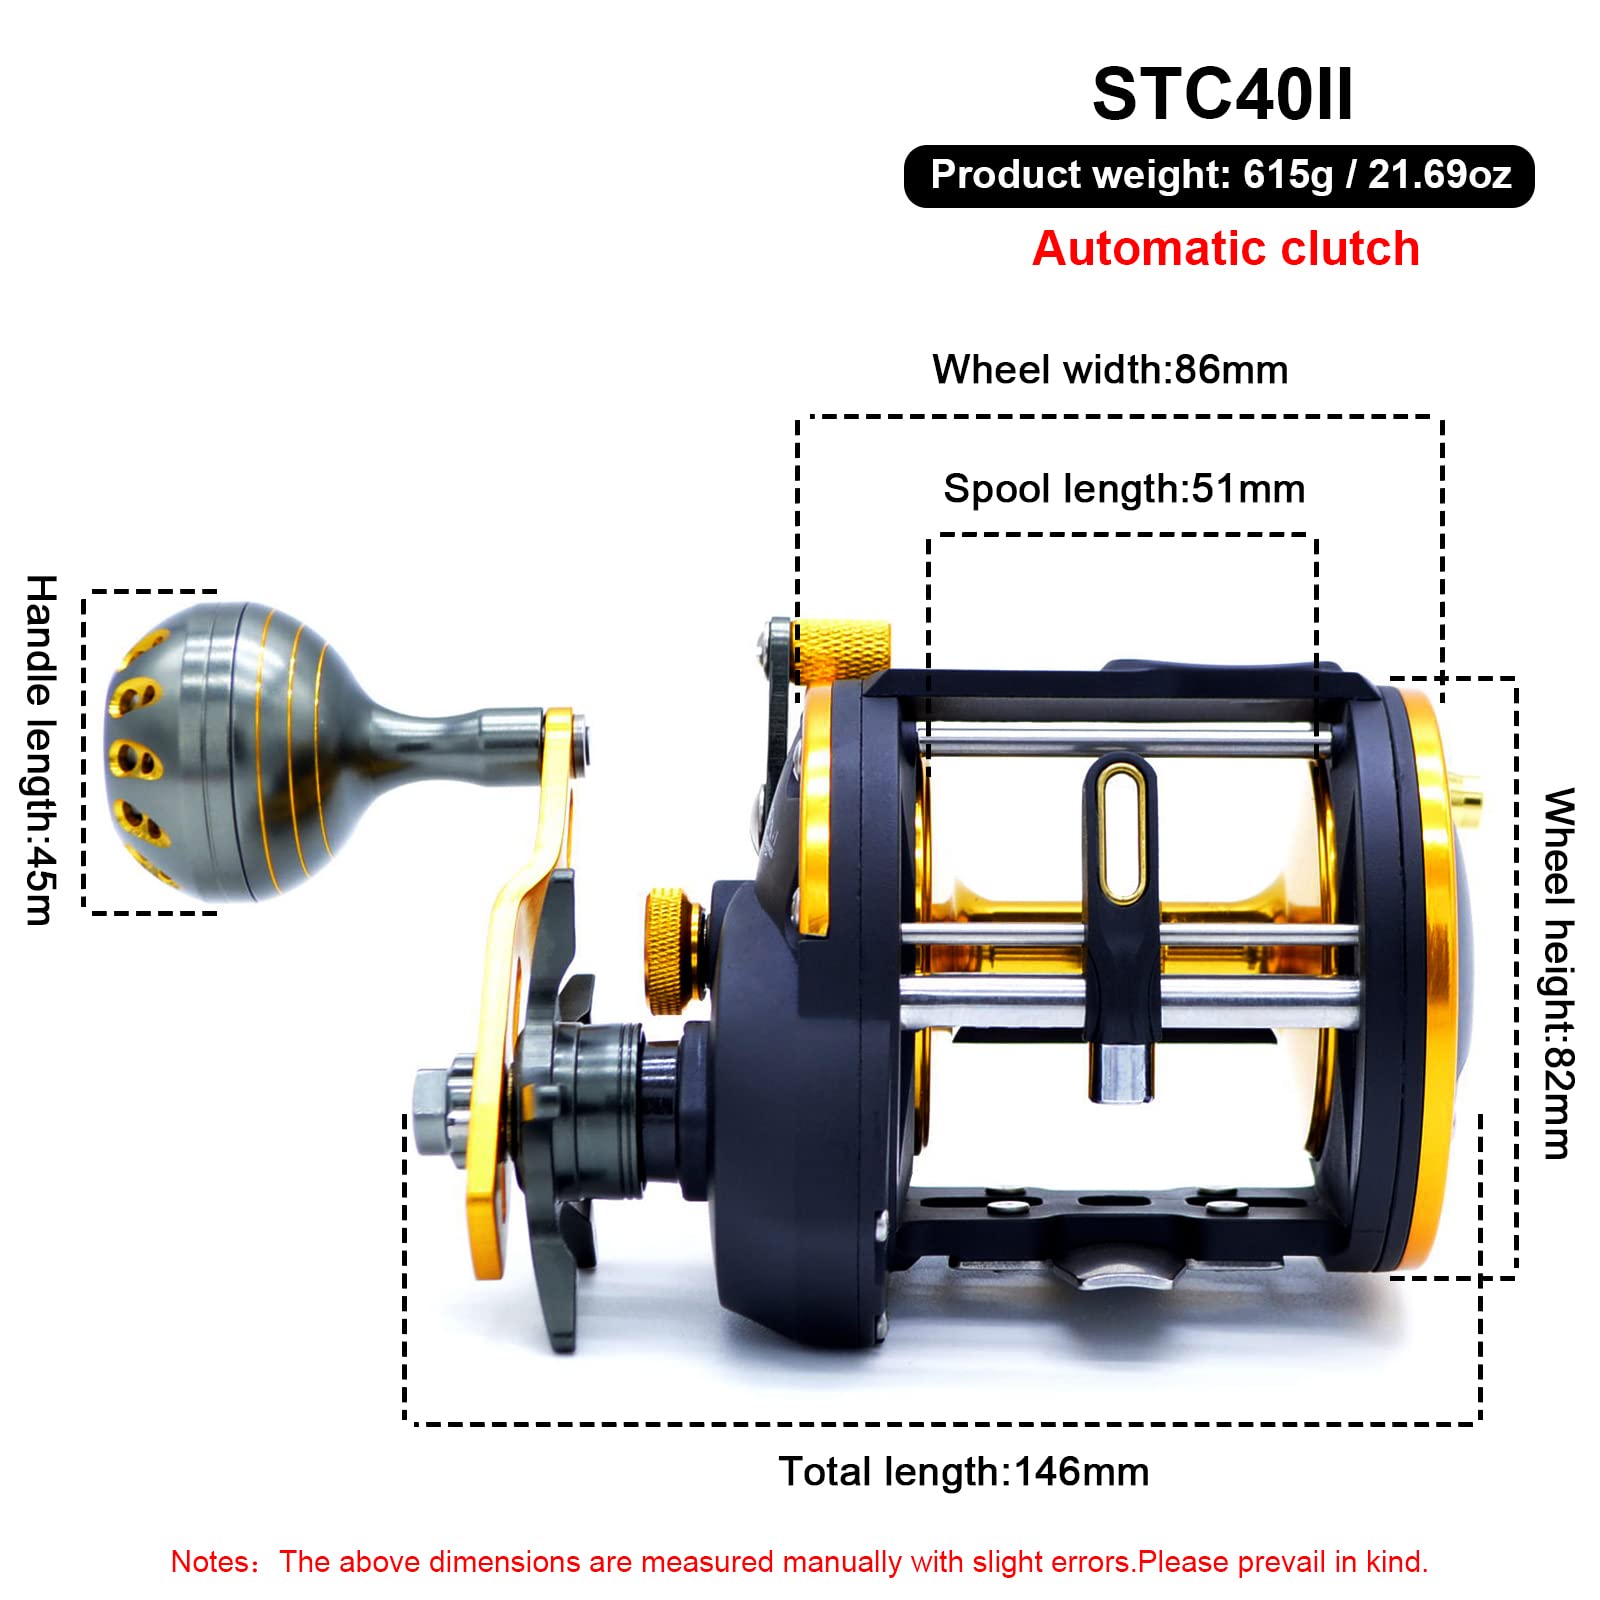 STC40II
Product weight: 615g / 21.69oz
Automatic clutch
Wheel width:86mm
Spool length:51mm
Handle length:45m
Wheel height:82mm
Total length:146mm
Notes：The above dimensions are measured manually with slight errors.Please prevail in kind.